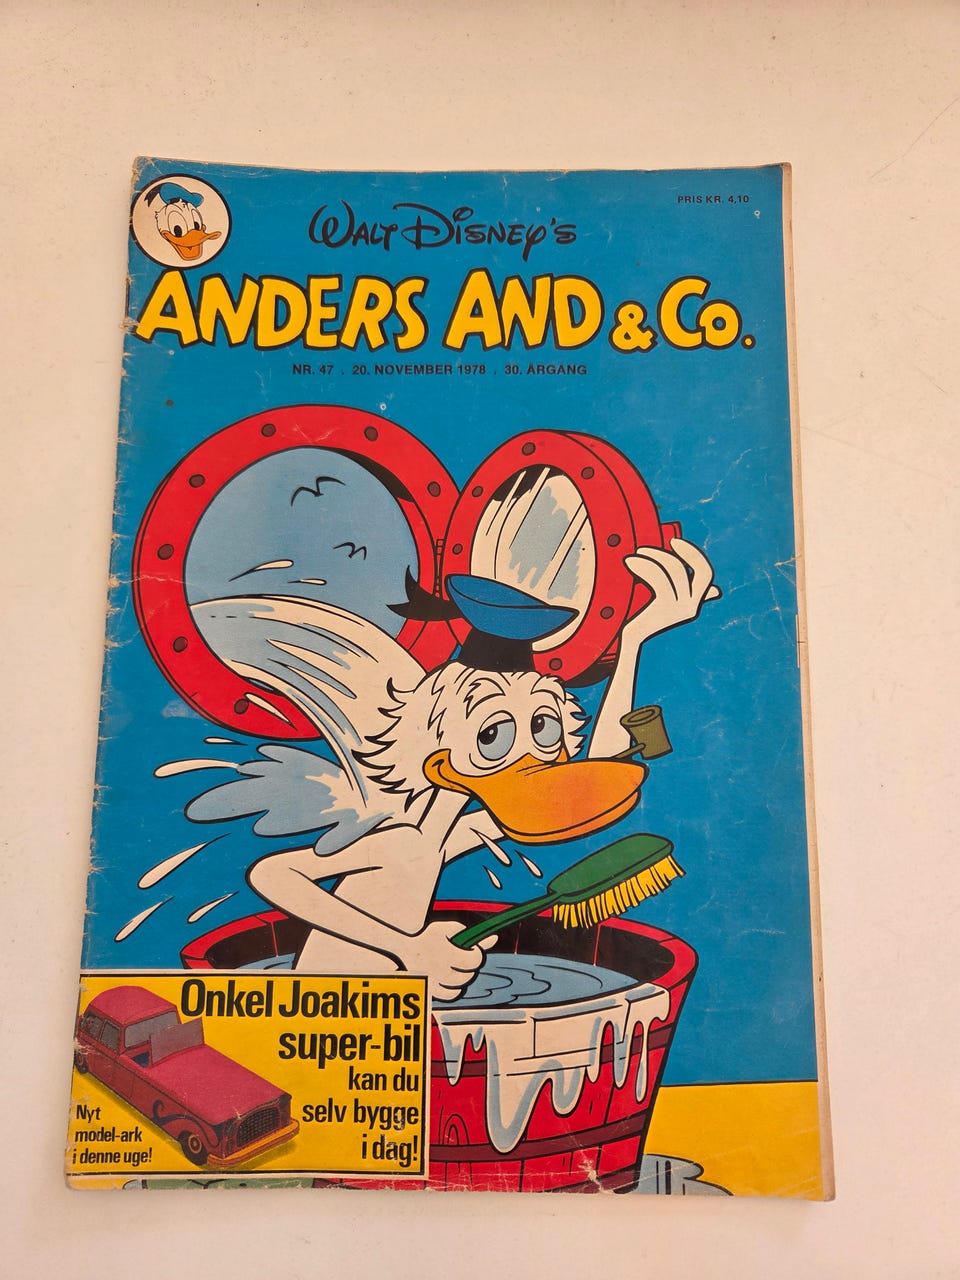 PRIS KR. 4,10
WALT DISNEY'S
ANDERS AND & Co.
NR. 47 . 20. NOVEMBER 1978 . 30. ÅRGANG
Onkel Joakims
super-bil
kan du
selv bygge
i dag!
Nyt
model-ark
i denne uge!